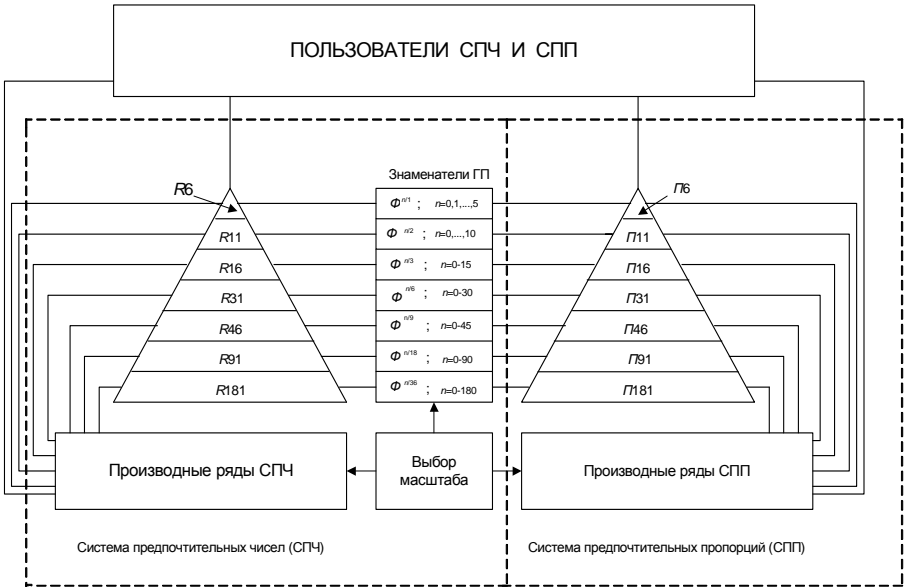 ПОЛЬЗОВАТЕЛИ СПЧ И СПП
Знаменатели ГП
R6
Φ^n/1 ; n=0,1,...,5
П6
R11
Φ^n/2 ; n=0,...,10
П11
R16
Φ^n/3 ; n=0-15
П16
R31
Φ^n/6 ; n=0-30
П31
R46
Φ^n/9 ; n=0-45
П46
R91
Φ^n/18 ; n=0-90
П91
R181
Φ^n/36 ; n=0-180
П181
Производные ряды СПЧ
Выбор
масштаба
Производные ряды СПП
Система предпочтительных чисел (СПЧ)
Система предпочтительных пропорций (СПП)